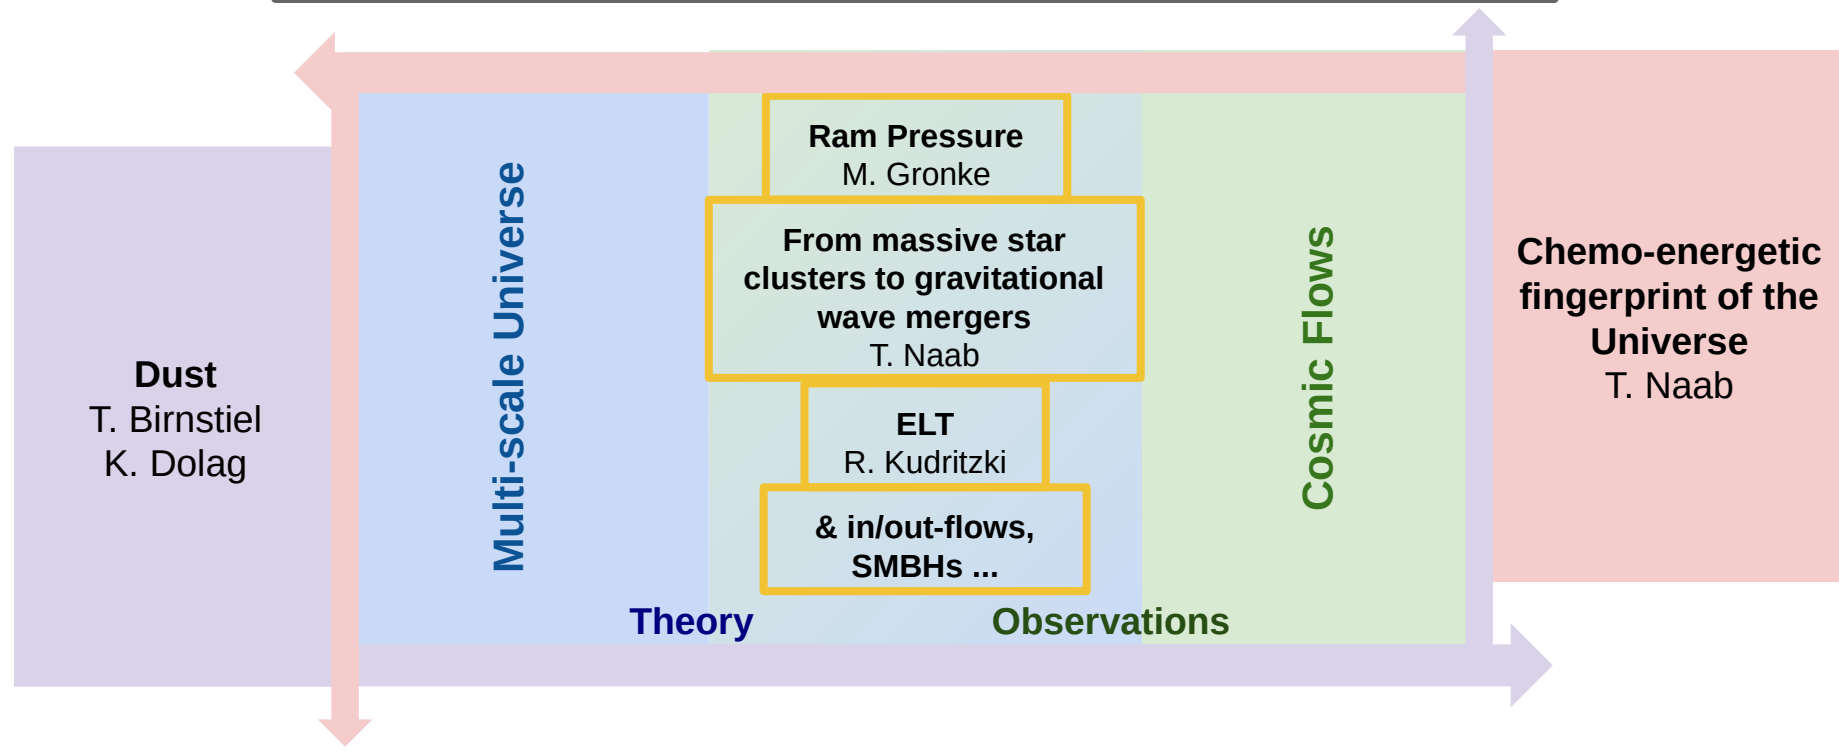 Dust
T. Birnstiel
K. Dolag
Multi-scale Universe
Ram Pressure
M. Gronke
From massive star
clusters to gravitational
wave mergers
T. Naab
ELT
R. Kudritzki
& in/out-flows,
SMBHs ...
Theory
Observations
Cosmic Flows
Chemo-energetic
fingerprint of the
Universe
T. Naab